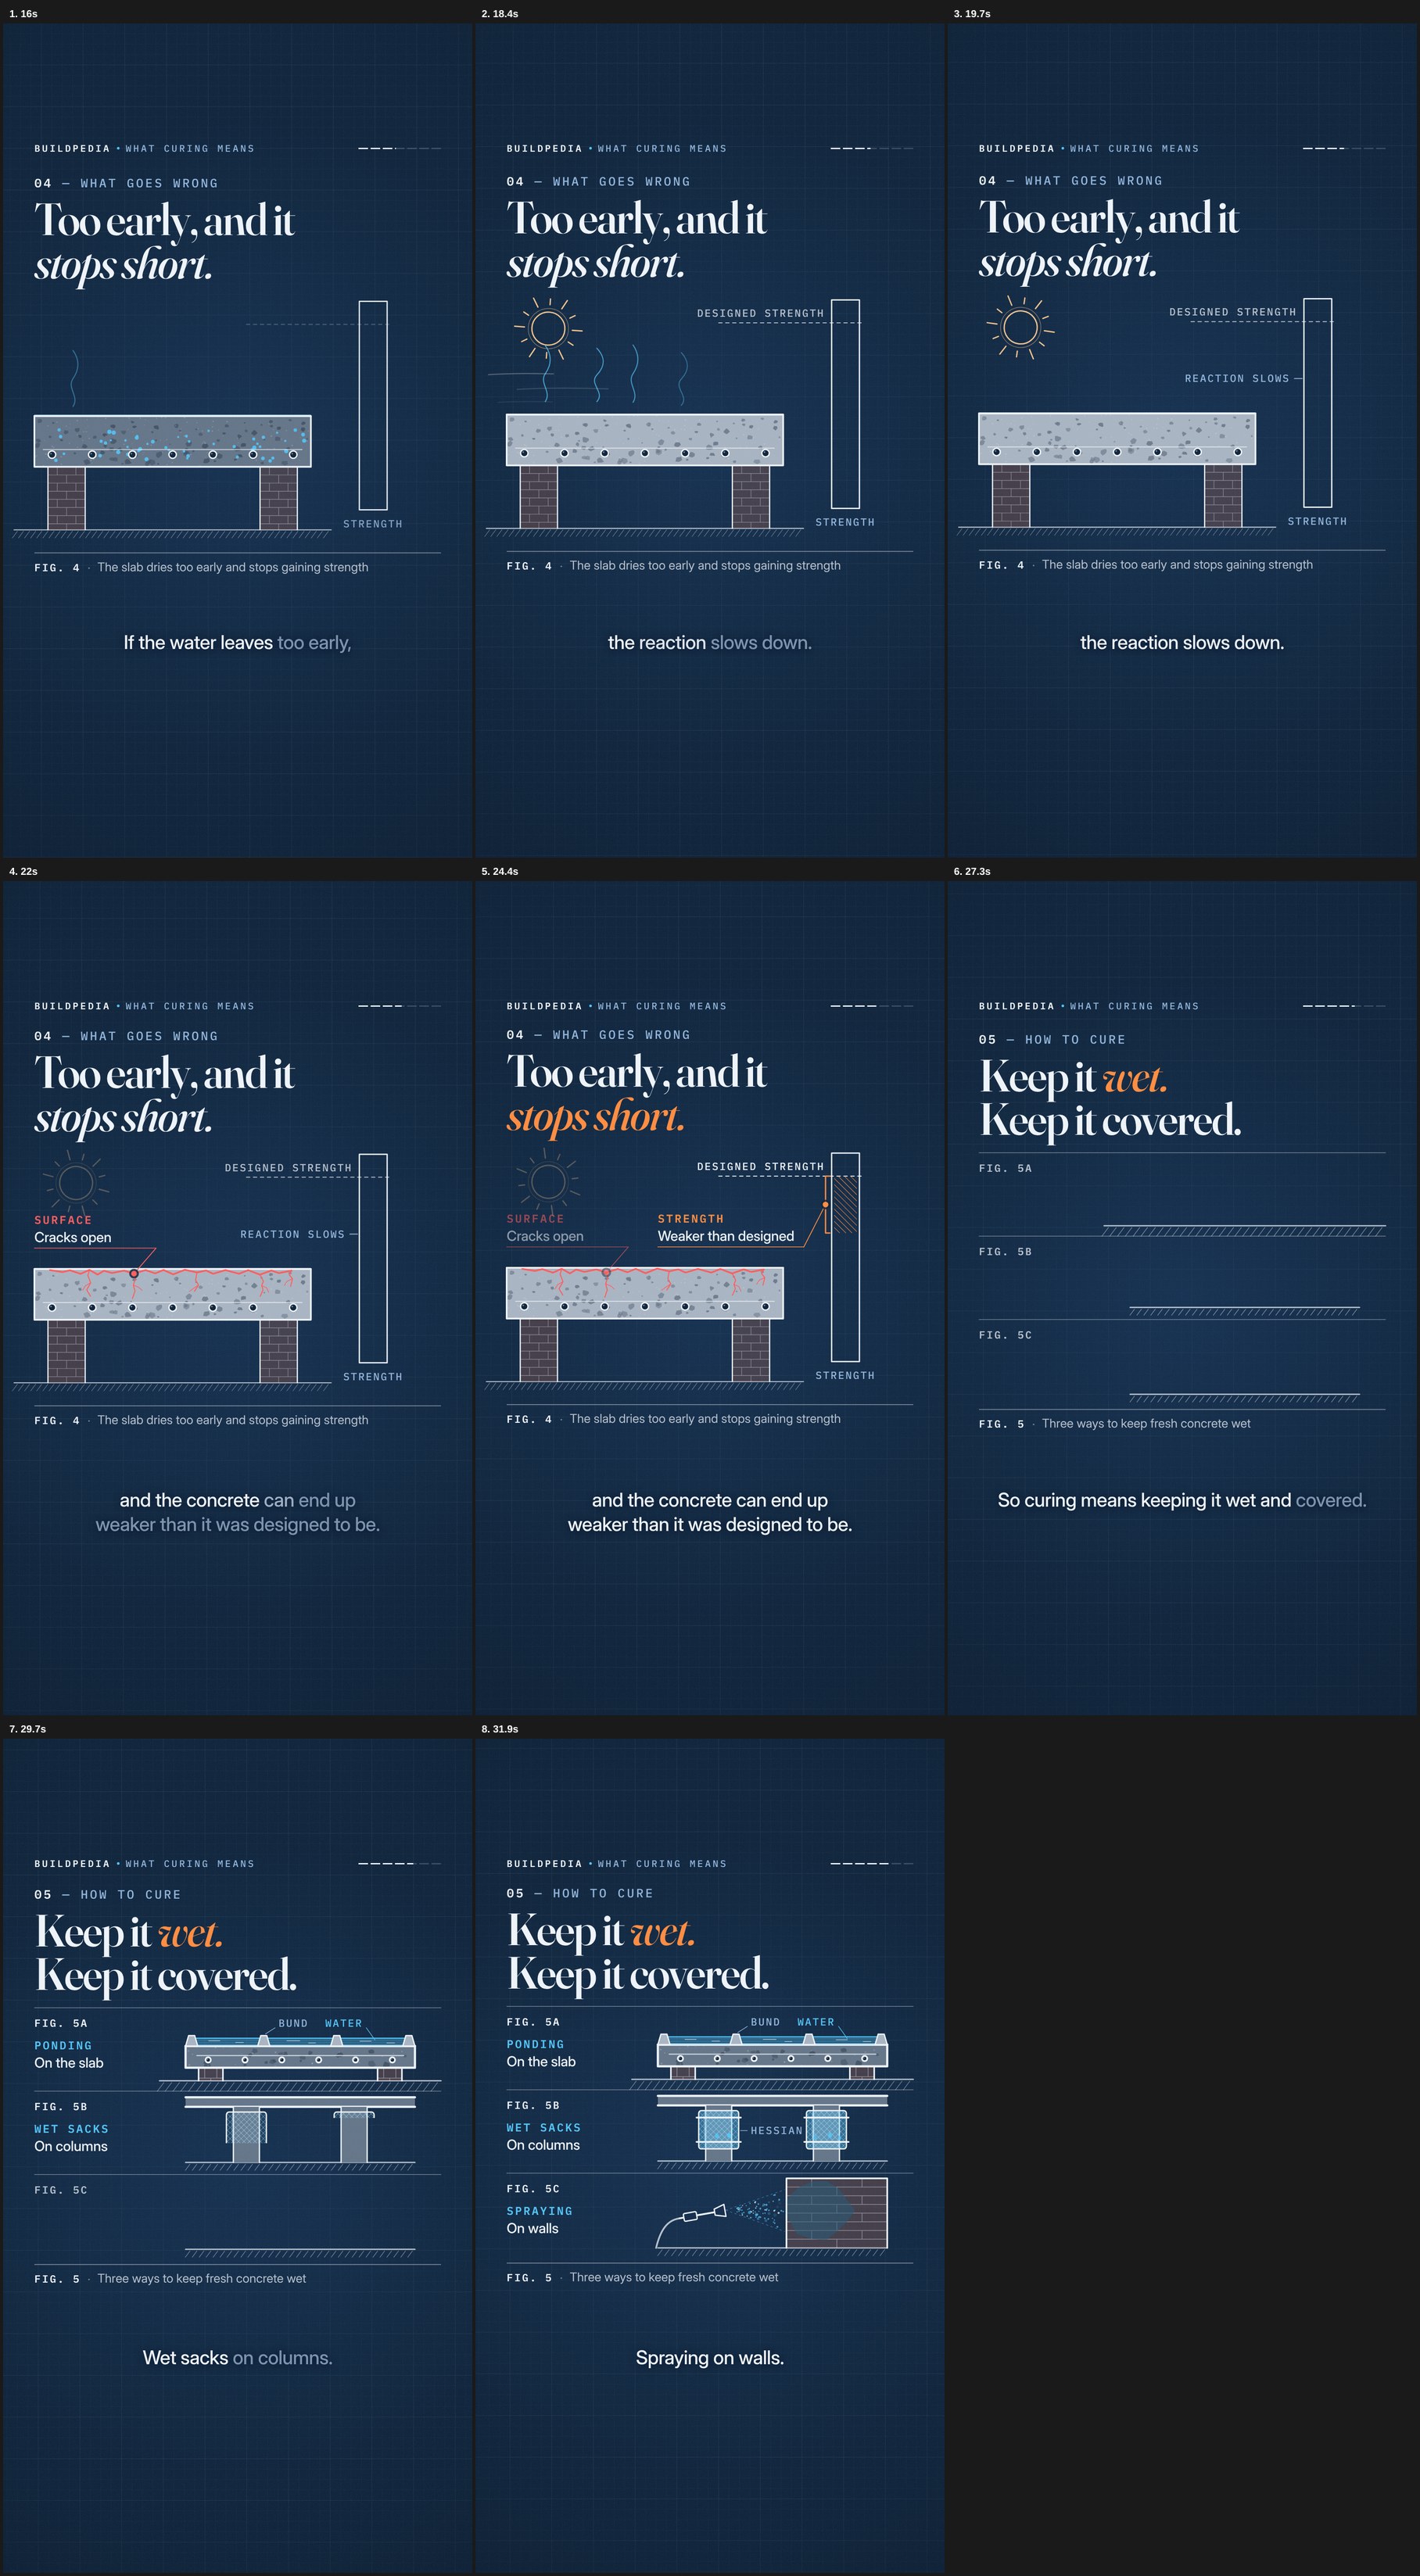 1. 16s
BUILDPEDIA • WHAT CURING MEANS
04 — WHAT GOES WRONG
Too early, and it
stops short.
STRENGTH
FIG. 4 · The slab dries too early and stops gaining strength
If the water leaves too early,
2. 18.4s
BUILDPEDIA • WHAT CURING MEANS
04 — WHAT GOES WRONG
Too early, and it
stops short.
DESIGNED STRENGTH
STRENGTH
FIG. 4 · The slab dries too early and stops gaining strength
the reaction slows down.
3. 19.7s
BUILDPEDIA • WHAT CURING MEANS
04 — WHAT GOES WRONG
Too early, and it
stops short.
DESIGNED STRENGTH
REACTION SLOWS
STRENGTH
FIG. 4 · The slab dries too early and stops gaining strength
the reaction slows down.
4. 22s
BUILDPEDIA • WHAT CURING MEANS
04 — WHAT GOES WRONG
Too early, and it
stops short.
DESIGNED STRENGTH
SURFACE
Cracks open
REACTION SLOWS
STRENGTH
FIG. 4 · The slab dries too early and stops gaining strength
and the concrete can end up
weaker than it was designed to be.
5. 24.4s
BUILDPEDIA • WHAT CURING MEANS
04 — WHAT GOES WRONG
Too early, and it
stops short.
DESIGNED STRENGTH
SURFACE
Cracks open
STRENGTH
Weaker than designed
STRENGTH
FIG. 4 · The slab dries too early and stops gaining strength
and the concrete can end up
weaker than it was designed to be.
6. 27.3s
BUILDPEDIA • WHAT CURING MEANS
05 — HOW TO CURE
Keep it wet.
Keep it covered.
FIG. 5A
FIG. 5B
FIG. 5C
FIG. 5 · Three ways to keep fresh concrete wet
So curing means keeping it wet and covered.
7. 29.7s
BUILDPEDIA • WHAT CURING MEANS
05 — HOW TO CURE
Keep it wet.
Keep it covered.
FIG. 5A
BUND WATER
PONDING
On the slab
FIG. 5B
WET SACKS
On columns
FIG. 5C
FIG. 5 · Three ways to keep fresh concrete wet
Wet sacks on columns.
8. 31.9s
BUILDPEDIA • WHAT CURING MEANS
05 — HOW TO CURE
Keep it wet.
Keep it covered.
FIG. 5A
BUND WATER
PONDING
On the slab
FIG. 5B
WET SACKS
HESSIAN
On columns
FIG. 5C
SPRAYING
On walls
FIG. 5 · Three ways to keep fresh concrete wet
Spraying on walls.